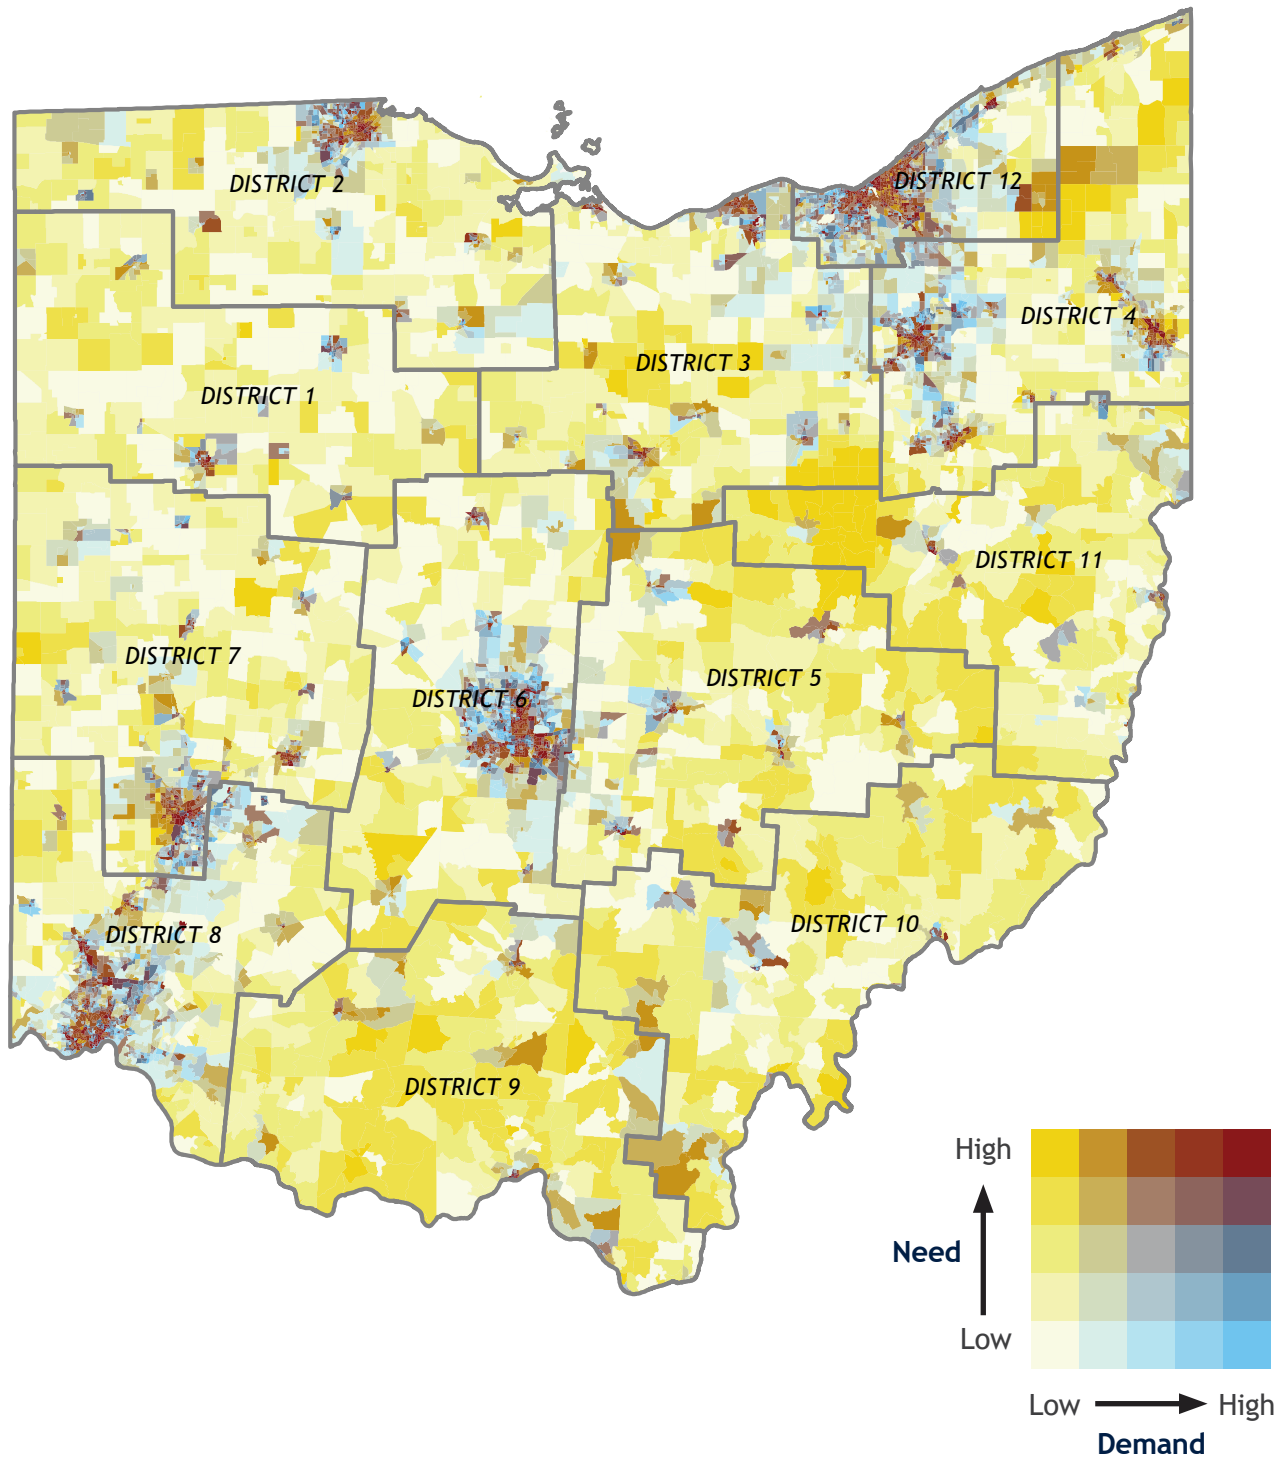 DISTRICT 12
DISTRICT 2
DISTRICT 4
DISTRICT 3
DISTRICT 1
DISTRICT 11
DISTRICT 7
DISTRICT 5
DISTRICT 6
DISTRICT 10
DISTRICT 8
DISTRICT 9
High
Need
Low
Low
High
Demand